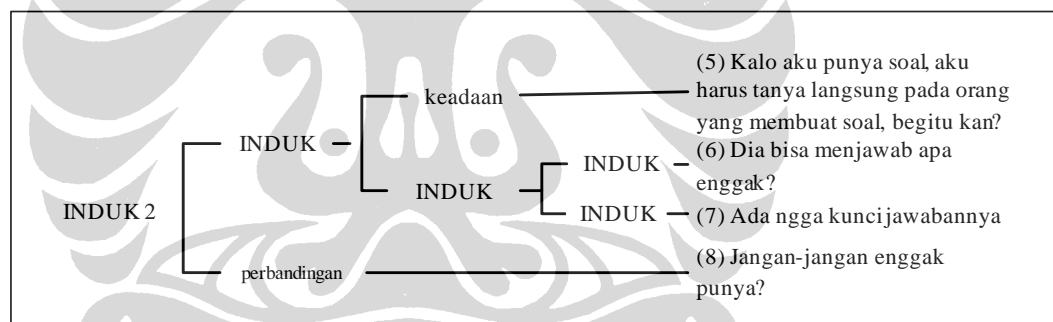 (5) Kalo aku punya soal, aku
keadaan
harus tanya langsung pada orang
yang membuat soal, begitu kan?
INDUK
INDUK
(6) Dia bisa menjawab apa
enggak?
INDUK
INDUK
(7) Ada ngga kunci jawabannya
INDUK 2
perbandingan
(8) Jangan-jangan enggak
punya?